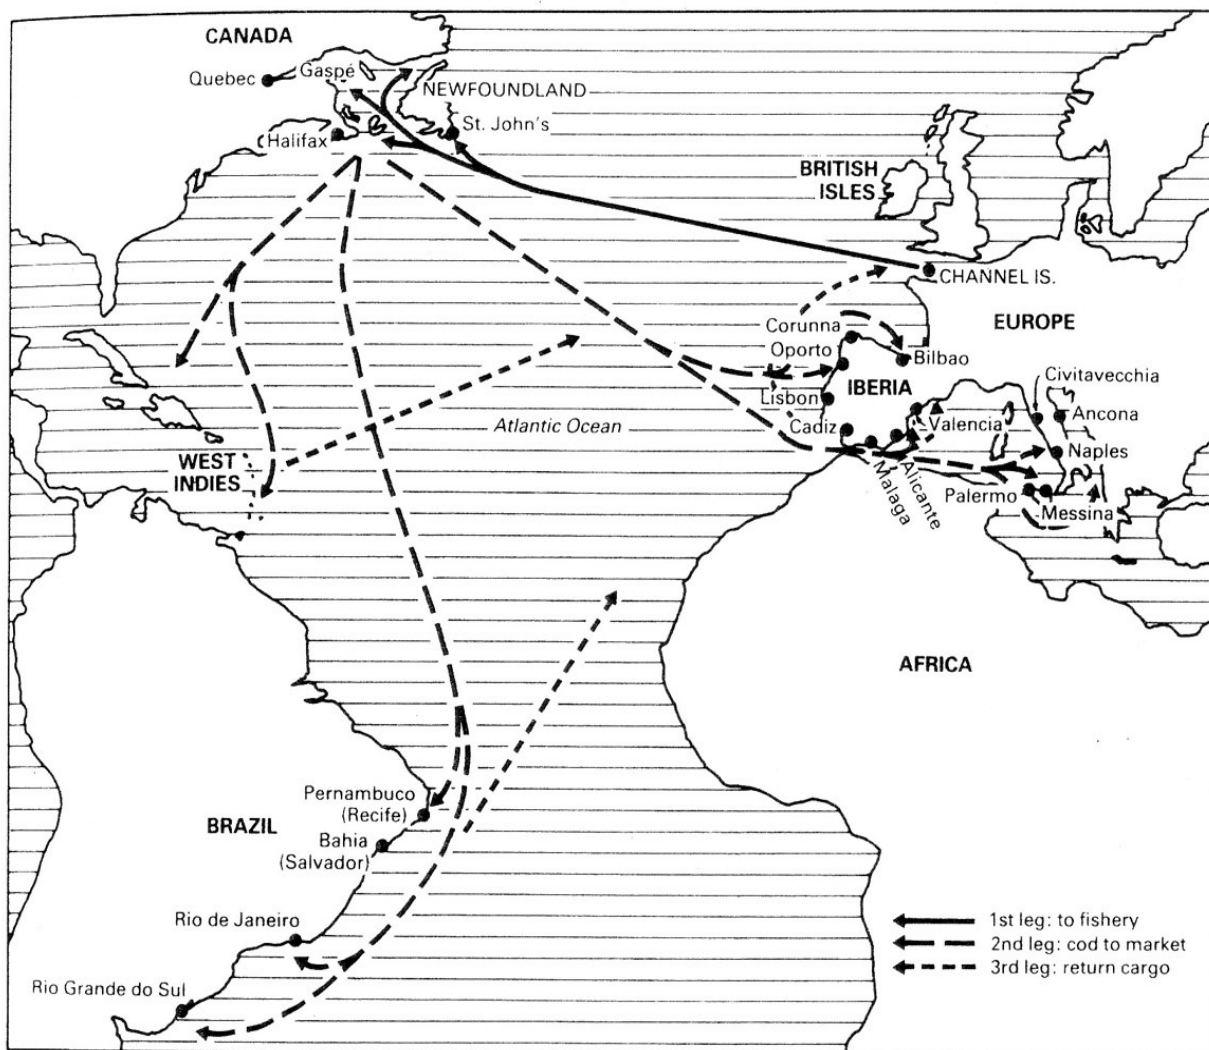 CANADA
Gaspé
Quebec
NEWFOUNDLAND
St. John's
Halifax
BRITISH
ISLES
CHANNEL IS.
EUROPE
Corunna
Oporto
Bilbao
IBERIA
Civitavecchia
Lisbon
Valencia
Ancona
Atlantic Ocean
Cadiz
Naples
WEST
INDIES
Alicante
Malaga
Palermo
Messina
AFRICA
Pernambuco
(Recife)
BRAZIL
Bahia
(Salvador)
Rio de Janeiro
1st leg: to fishery
2nd leg: cod to market
3rd leg: return cargo
Rio Grande do Sul